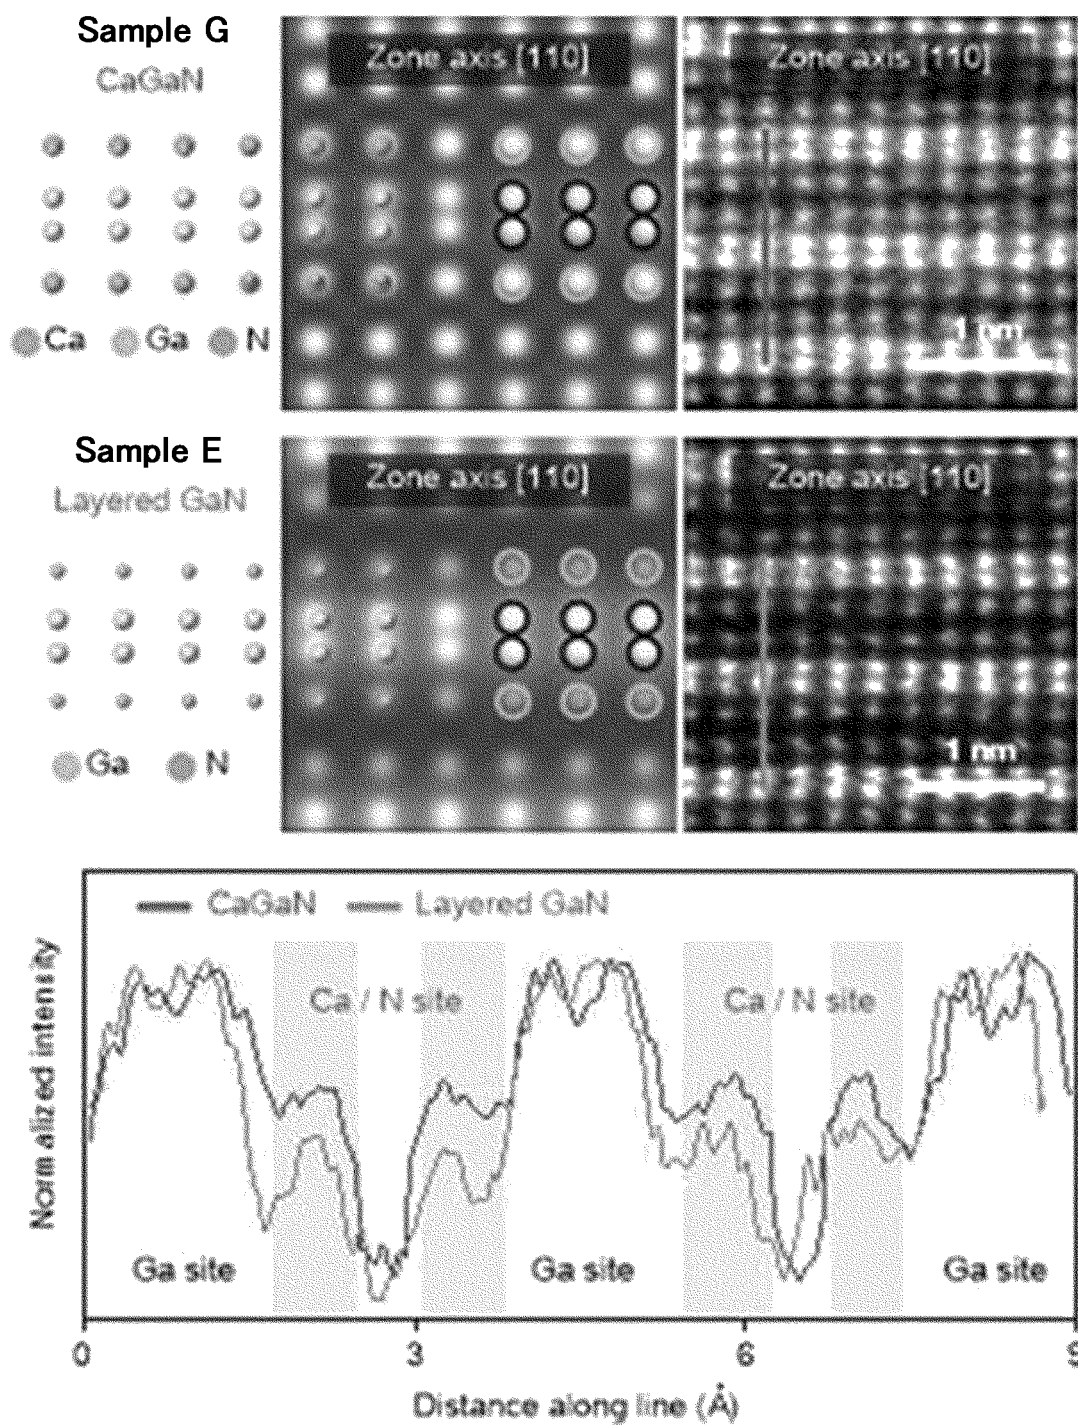 Sample G
CaGaN
Zone axis [110]
Zone axis [110]
Ca Ga N
1 nm
Sample E
Layered GaN
Zone axis [110]
Zone axis [110]
Ga N
1 nm
CaGaN Layered GaN
Normalized intensity
Ca / N site
Ca / N site
Ga site
Ga site
Ga site
0
3
6
9
Distance along line (Å)